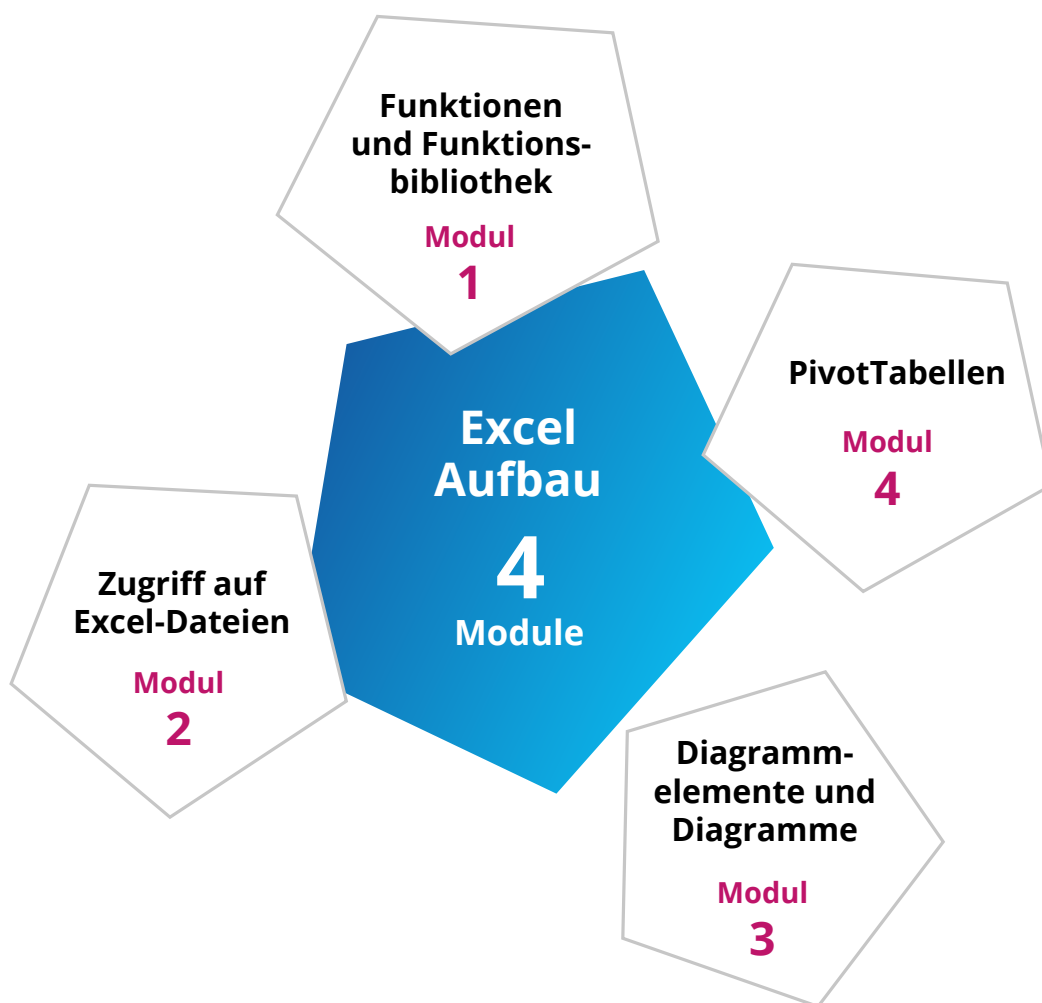 Funktionen
und Funktions-
bibliothek
Modul
1
PivotTabellen
Modul
4
Excel
Aufbau
4
Module
Zugriff auf
Excel-Dateien
Modul
2
Diagramm-
elemente und
Diagramme
Modul
3